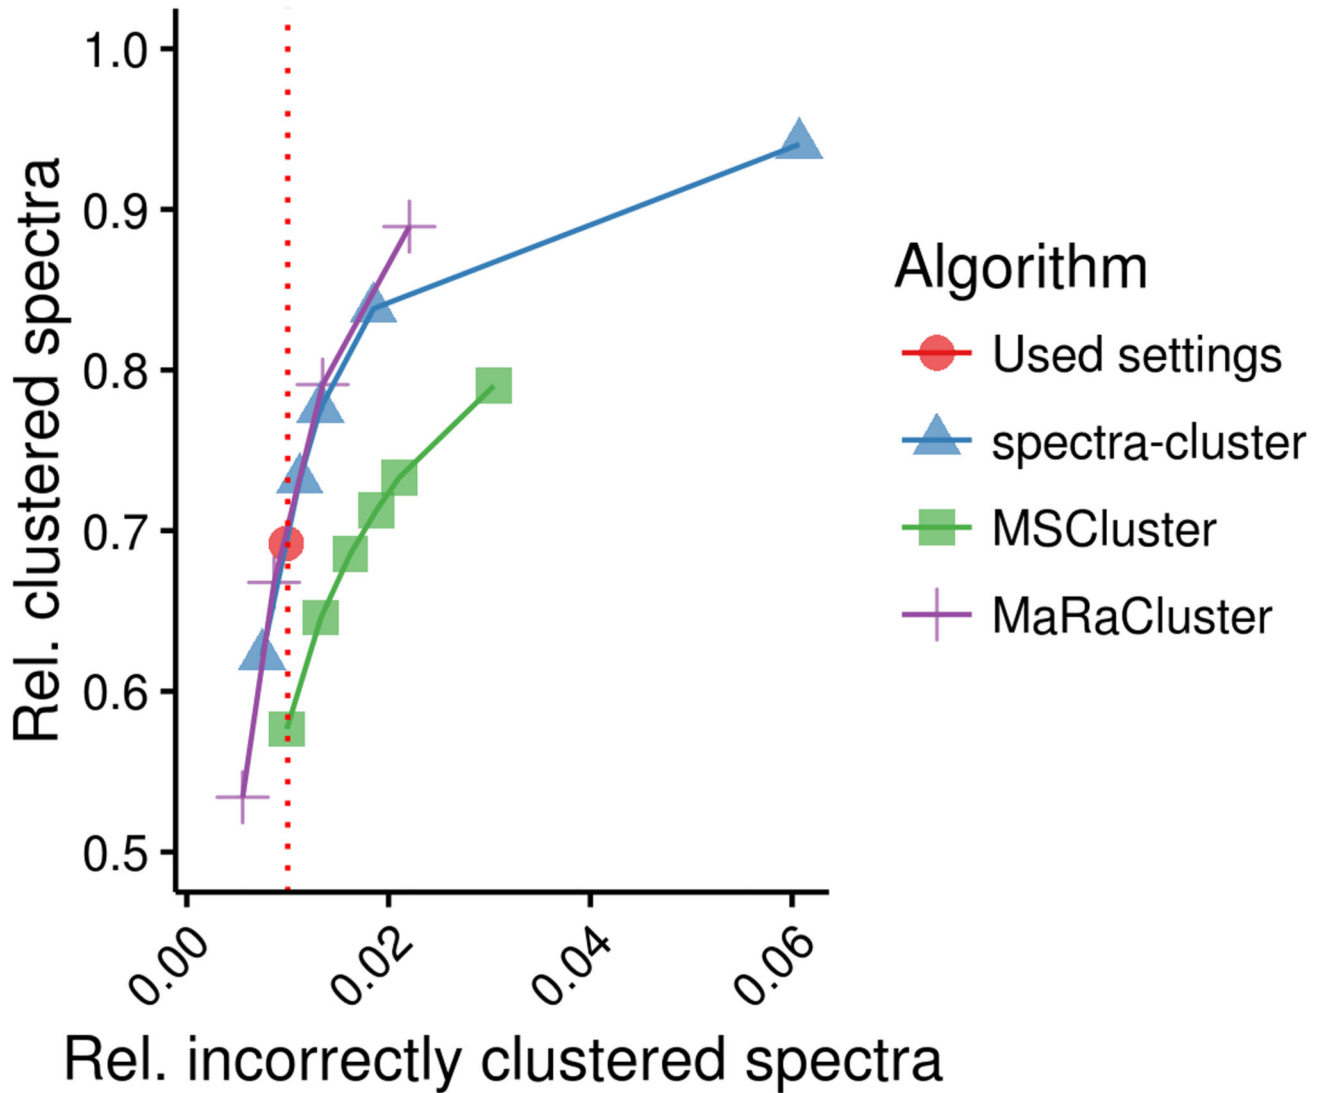 Rel. clustered spectra
1.0
0.9
0.8
0.7
0.6
0.5
0.00
0.02
0.04
0.06
Rel. incorrectly clustered spectra
Algorithm
Used settings
spectra-cluster
MSCluster
MaRaCluster